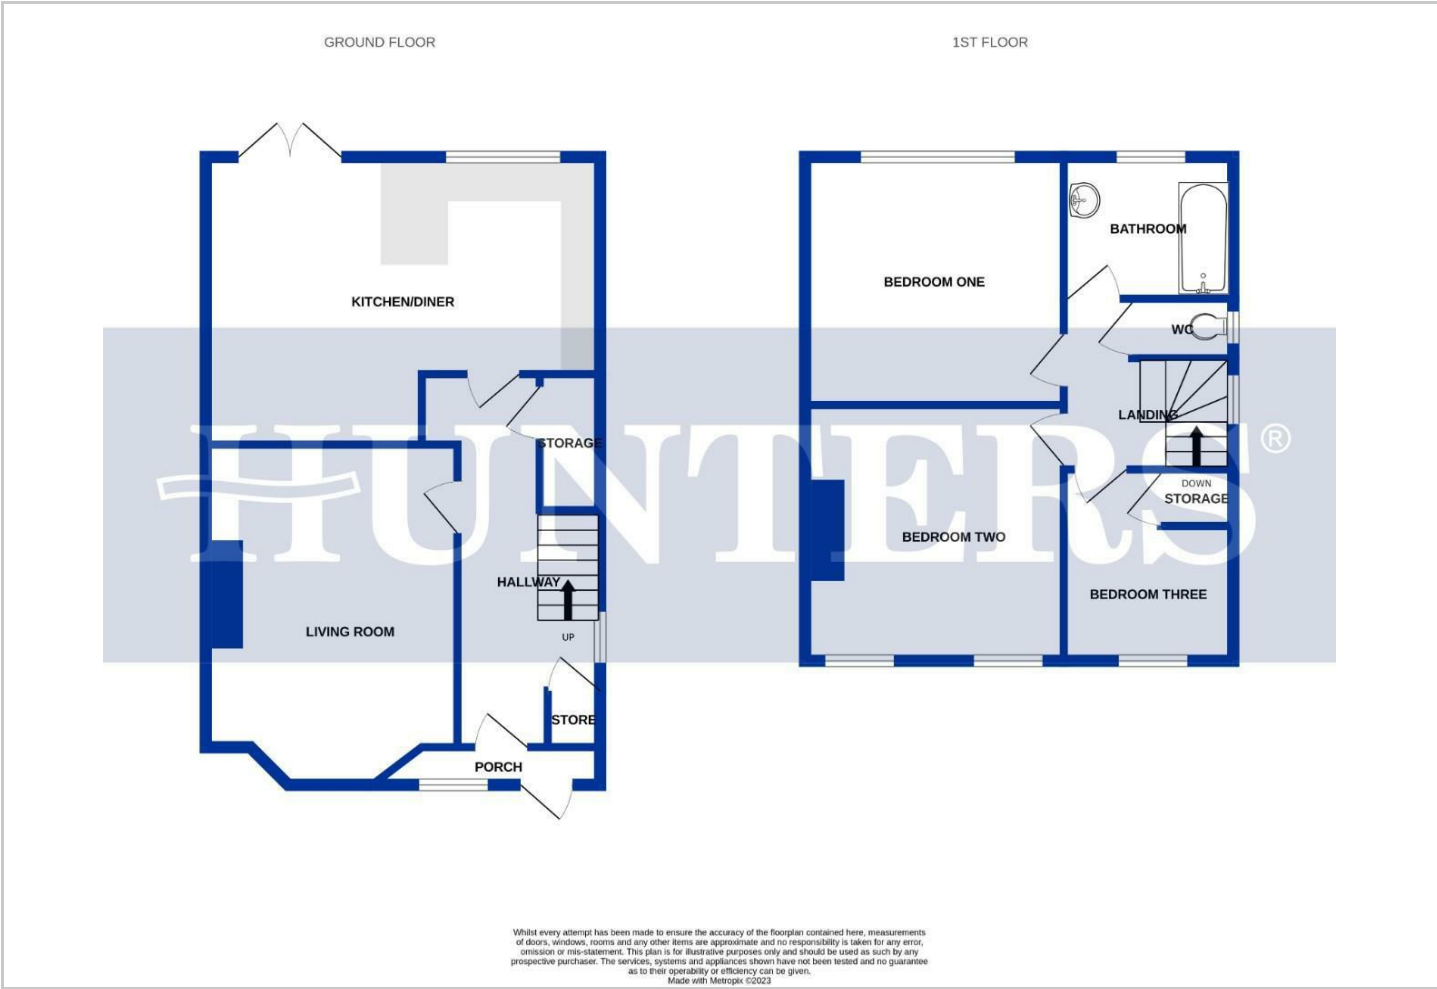 GROUND FLOOR
1ST FLOOR
BATHROOM
BEDROOM ONE
KITCHEN/DINER
WC
LANDING
STORAGE
HUNTERS®
DOWN
STORAGE
BEDROOM TWO
HALLWAY
BEDROOM THREE
LIVING ROOM
UP
STORE
PORCH
Whilst every attempt has been made to ensure the accuracy of the floorplan contained here, measurements
of doors, windows, rooms and any other items are approximate and no responsibility is taken for any error,
omission or mis-statement. This plan is for illustrative purposes only and should be used as such by any
prospective purchaser. The services, systems and appliances shown have not been tested and no guarantee
as to their operability or efficiency can be given.
Made with Metropix ©2023